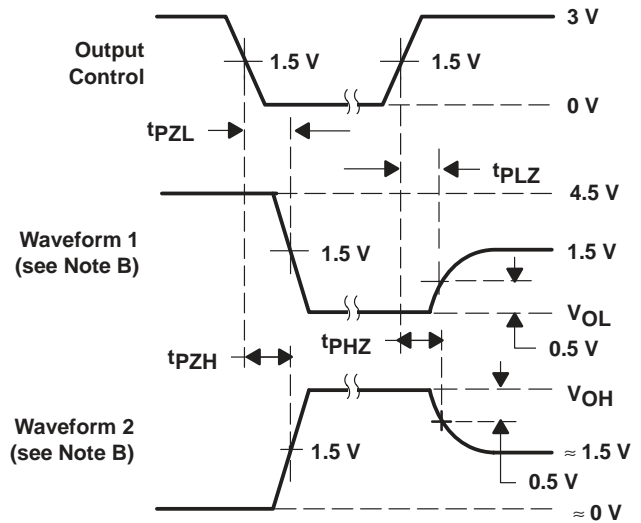 3 V
Output
Control
1.5 V
1.5 V
0 V
tPZL
tPLZ
4.5 V
Waveform 1
(see Note B)
1.5 V
1.5 V
VOL
0.5 V
tPZH
tPHZ
VOH
Waveform 2
(see Note B)
1.5 V
≈ 1.5 V
0.5 V
≈ 0 V